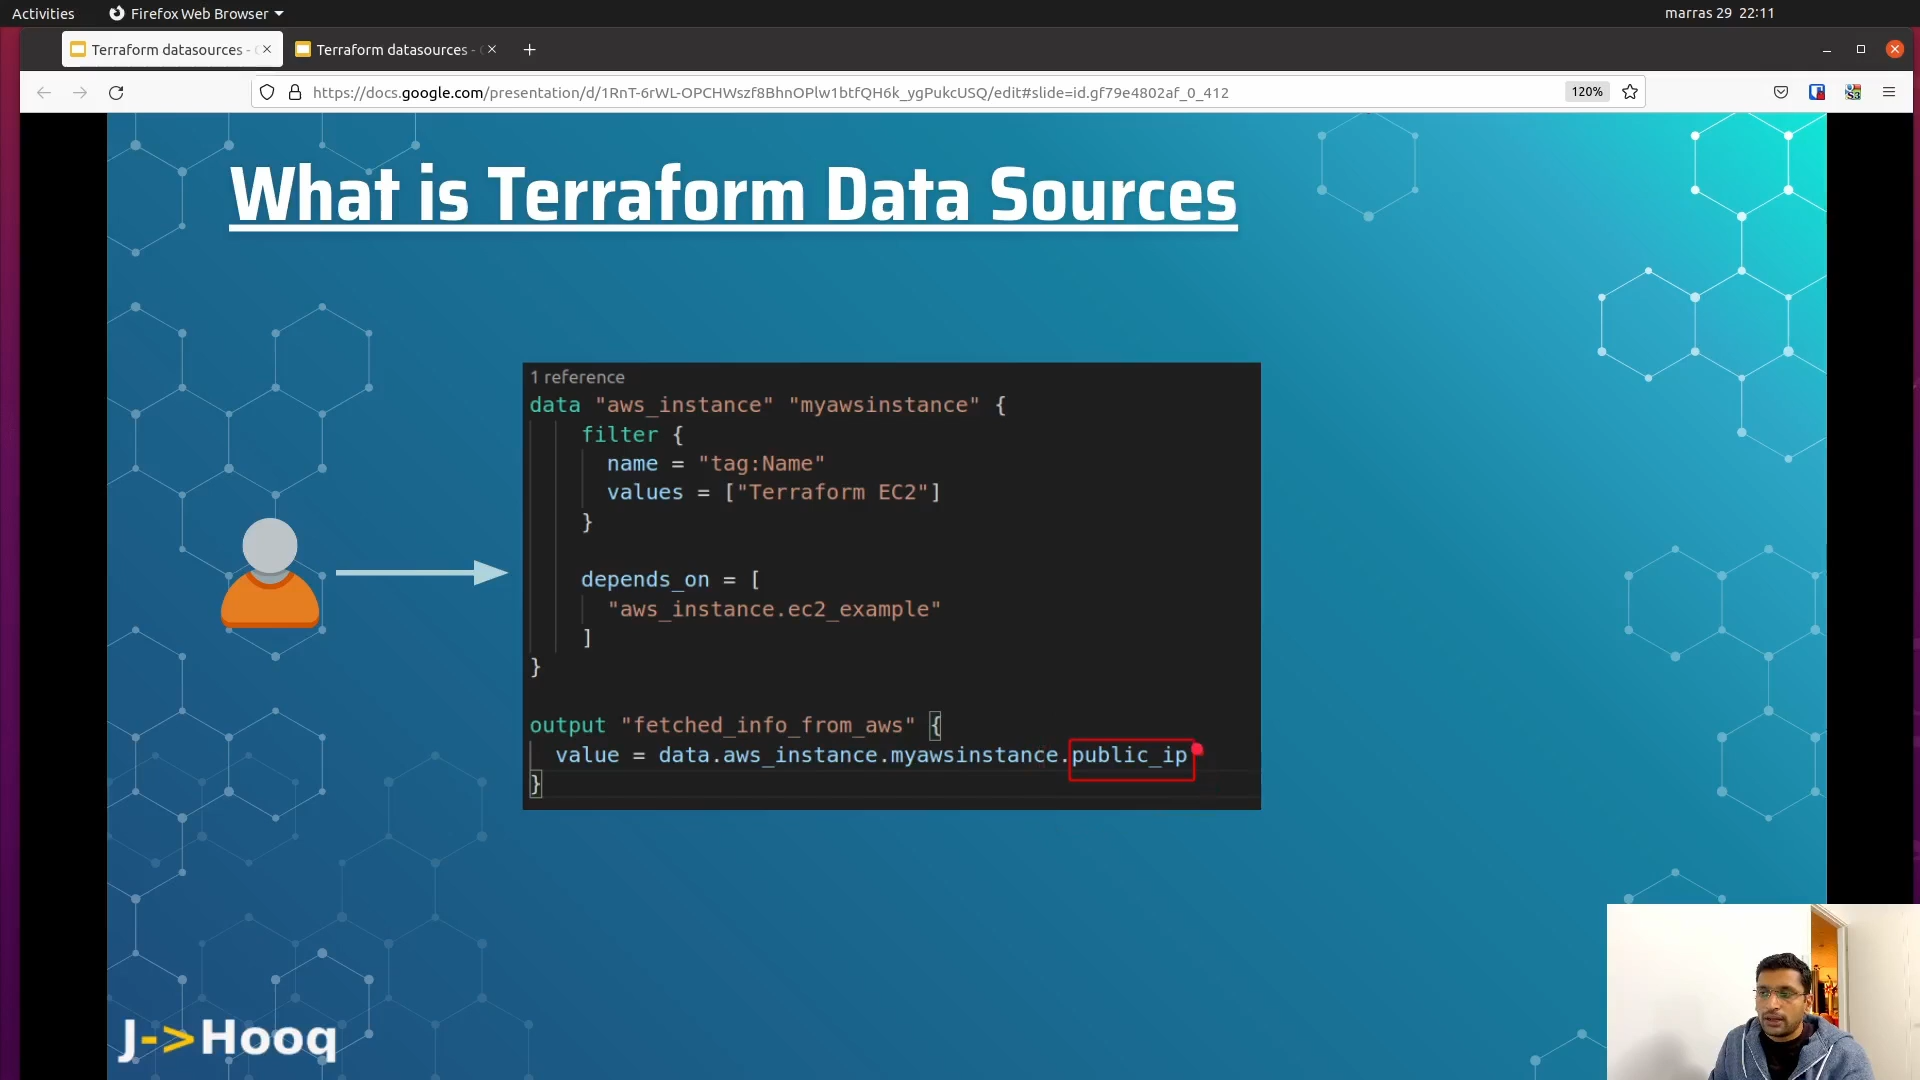 Activities
Firefox Web Browser
marras 29 22:11
Terraform datasources -
Terraform datasources -
https://docs.google.com/presentation/d/1RnT-6rWL-OPCHWszf8BhnOPlw1btfQH6k_ygPukcUSQ/edit#slide=id.gf79e4802af_0_412
120%
What is Terraform Data Sources
1 reference
data "aws_instance" "myawsinstance" {
filter {
name = "tag:Name"
values = ["Terraform EC2"]
}
depends_on = [
"aws_instance.ec2_example"
]
}
output "fetched_info_from_aws" {
value = data.aws_instance.myawsinstance.public_ip
}
J->Hooq